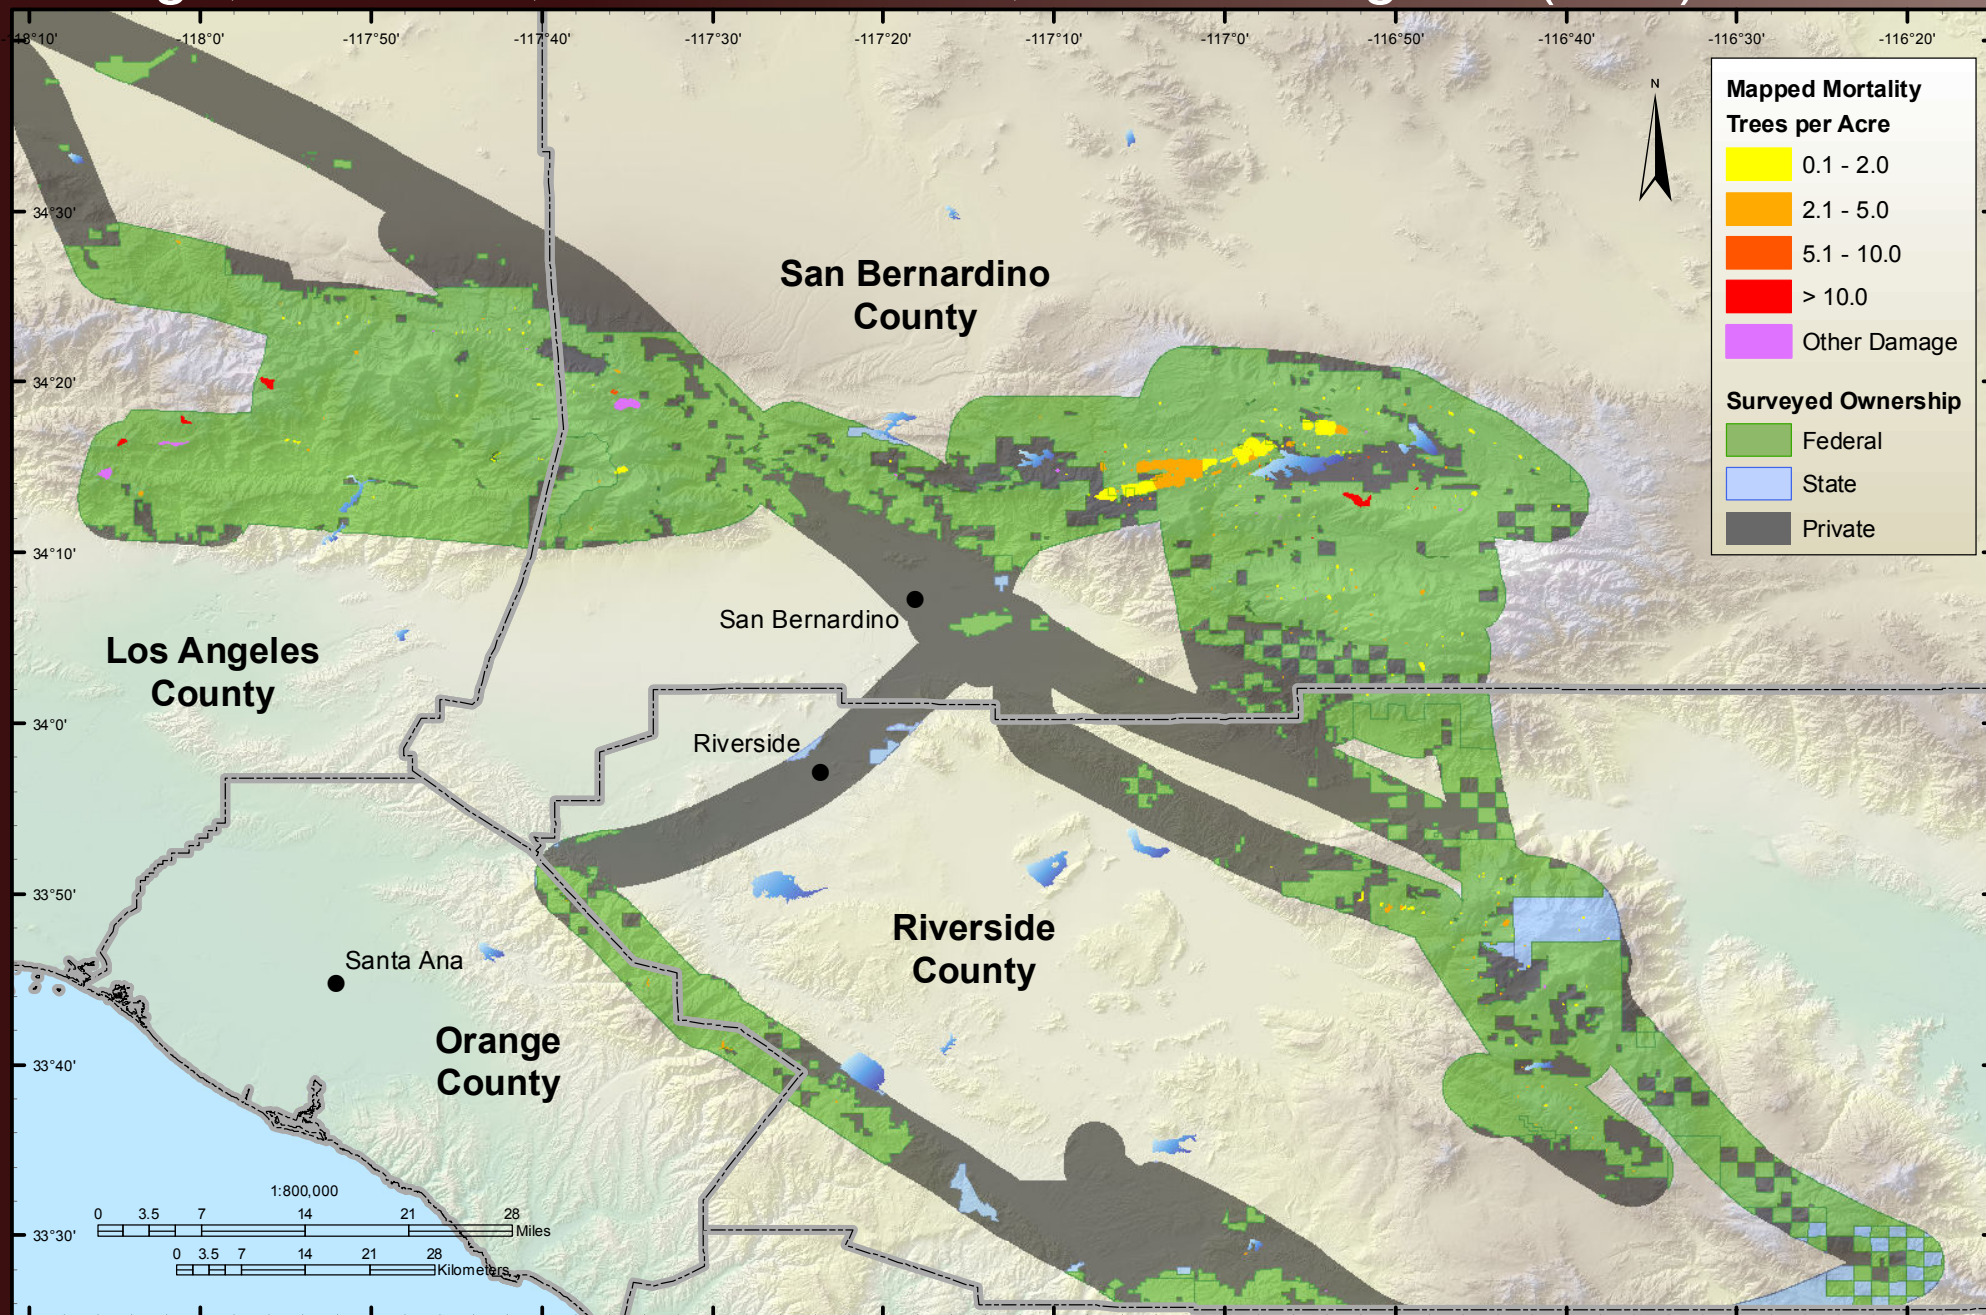 -118°10'
-118°0'
-117°50'
-117°40'
-117°30'
-117°20'
-117°10'
-117°0'
-116°50'
-116°40'
-116°30'
-116°20'
N
Mapped Mortality
Trees per Acre
0.1 - 2.0
2.1 - 5.0
5.1 - 10.0
> 10.0
Other Damage
Surveyed Ownership
Federal
State
Private
34°30'
34°20'
34°10'
34°0'
33°50'
33°40'
33°30'
San Bernardino
County
San Bernardino
Los Angeles
County
Riverside
Riverside
County
Santa Ana
Orange
County
1:800,000
0 3.5 7 14 21 28
Miles
0 3.5 7 14 21 28
Kilometers